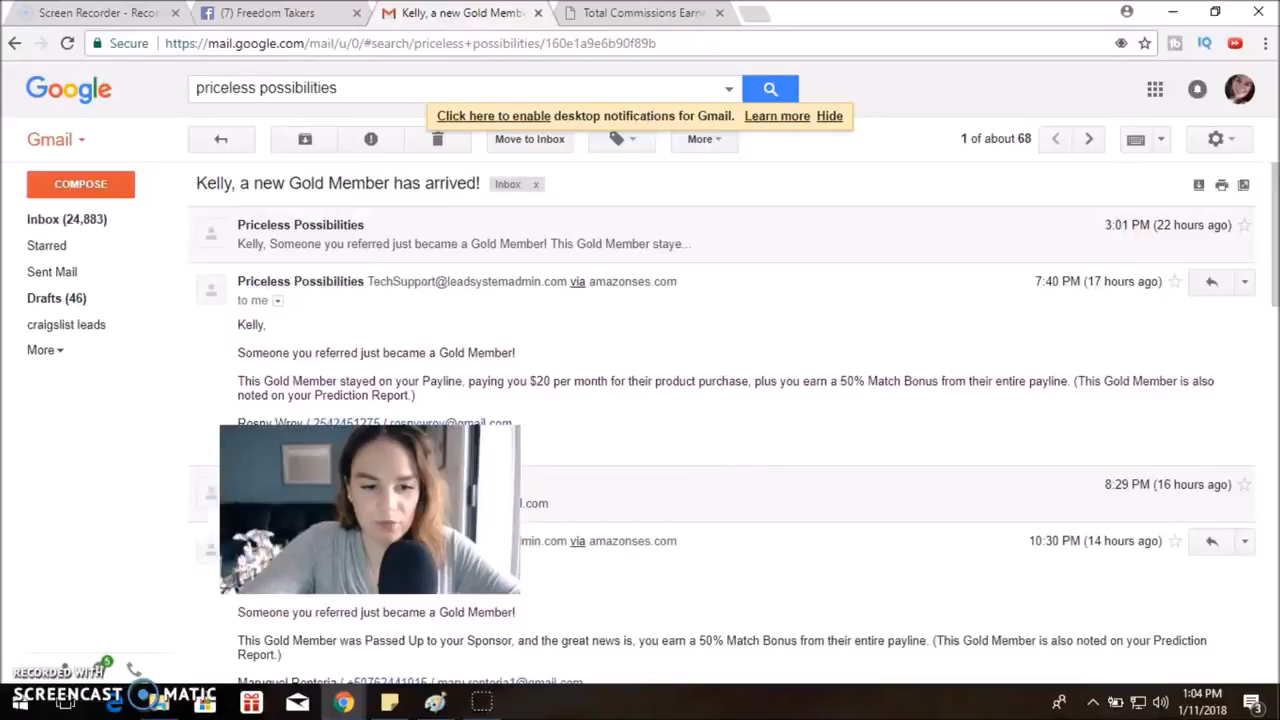 Screen Recorder - Reco
(7) Freedom Takers
Kelly, a new Gold Memb
Total Commissions Earne
Secure https://mail.google.com/mail/u/0/#search/priceless+possibilities/160e1a9e6b90f89b
Google
priceless possibilities
Click here to enable desktop notifications for Gmail. Learn more Hide
Gmail
Move to Inbox
More
1 of about 68
COMPOSE
Kelly, a new Gold Member has arrived! Inbox x
Inbox (24,883)
Starred
Sent Mail
Drafts (46)
craigslist leads
More
Priceless Possibilities
3:01 PM (22 hours ago)
Kelly, Someone you referred just became a Gold Member! This Gold Member staye...
Priceless Possibilities TechSupport@leadsystemadmin.com via amazonses.com
7:40 PM (17 hours ago)
to me
Kelly,
Someone you referred just became a Gold Member!
This Gold Member stayed on your Payline, paying you $20 per month for their product purchase, plus you earn a 50% Match Bonus from their entire payline. (This Gold Member is also
noted on your Prediction Report.)
8:29 PM (16 hours ago)
l.com
min.com via amazonses.com
10:30 PM (14 hours ago)
Someone you referred just became a Gold Member!
This Gold Member was Passed Up to your Sponsor, and the great news is, you earn a 50% Match Bonus from their entire payline. (This Gold Member is also noted on your Prediction
Report.)
5
RECORDED WITH
SCREENCAST MATIC
1:04 PM
1/11/2018
3